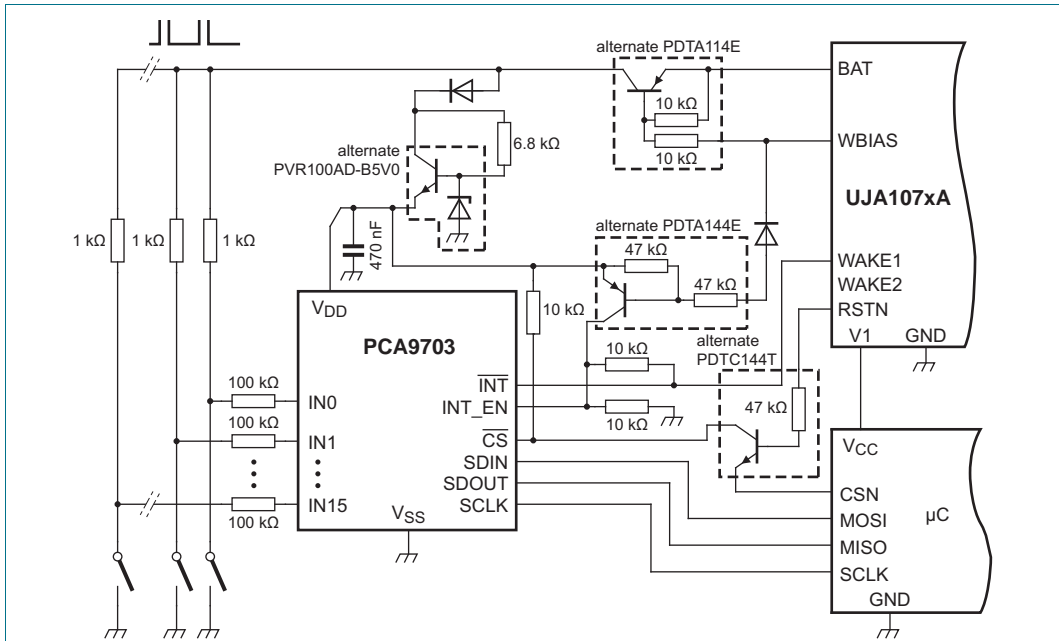 alternate PDTA114E
BAT
10 kΩ
10 kΩ
WBIAS
6.8 kΩ
alternate
PVR100AD-B5V0
UJA107xA
1 kΩ
1 kΩ
1 kΩ
470 nF
alternate PDTA144E
47 kΩ
47 kΩ
WAKE1
WAKE2
RSTN
V1
GND
VDD
10 kΩ
PCA9703
alternate
PDTC144T
10 kΩ
10 kΩ
47 kΩ
100 kΩ
100 kΩ
100 kΩ
IN0
IN1
IN15
INT
INT_EN
CS
SDIN
SDOUT
SCLK
VSS
VCC
CSN
MOSI
MISO
SCLK
μC
GND